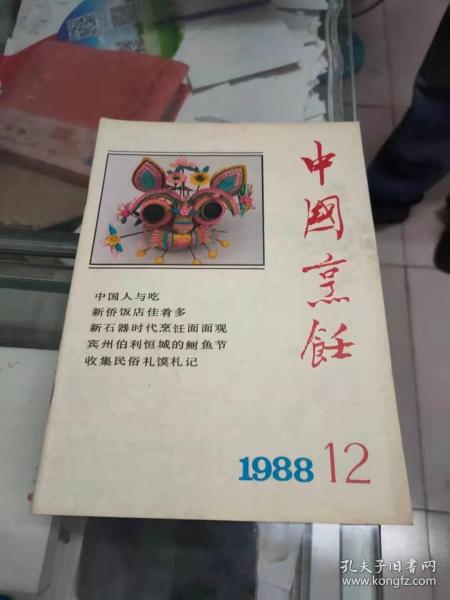 中國烹飪
中国人与吃
新侨饭店佳肴多
新石器时代烹饪面面观
宾州伯利恒城的鲥鱼节
收集民俗礼馍札记
1988 12
孔夫子旧书网
www.kongfz.com